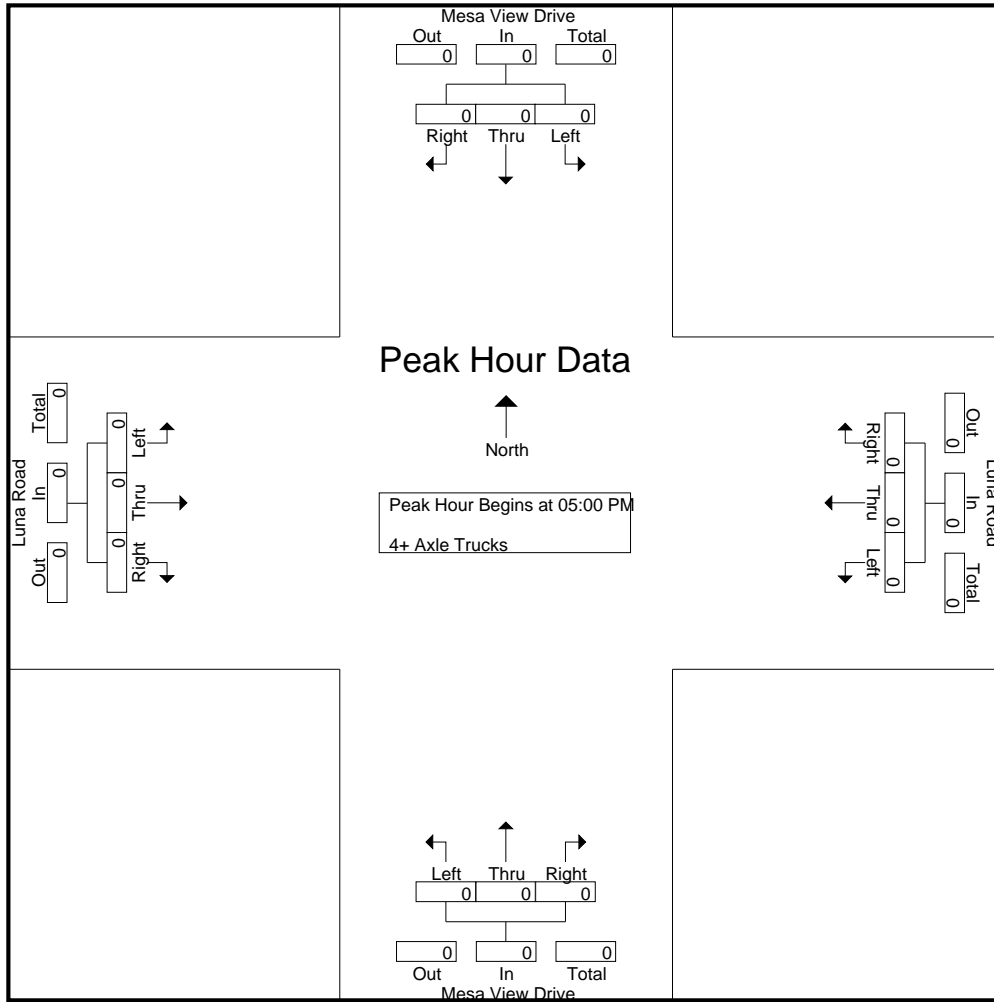 Mesa View Drive
Out In Total
0 0 0
0 0 0
Right Thru Left
Peak Hour Data
North
Peak Hour Begins at 05:00 PM
4+ Axle Trucks
Luna Road
Total In Out
0 0 0
0 0 0
Left Thru Right
Right Thru Left
0 0 0
0 0 0
Out In Total
Luna Road
Left Thru Right
0 0 0
0 0 0
Out In Total
Mesa View Drive